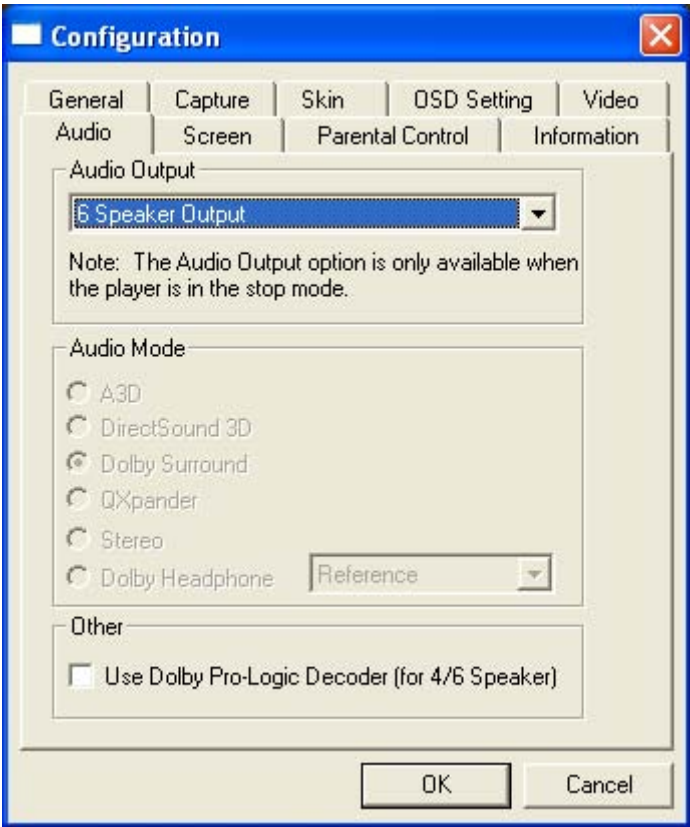 Configuration
General Capture Skin OSD Setting Video
Audio Screen Parental Control Information
Audio Output
6 Speaker Output
Note: The Audio Output option is only available when
the player is in the stop mode.
Audio Mode
A3D
DirectSound 3D
Dolby Surround
QXpander
Stereo
Dolby Headphone Reference
Other
Use Dolby Pro-Logic Decoder (for 4/6 Speaker)
OK Cancel